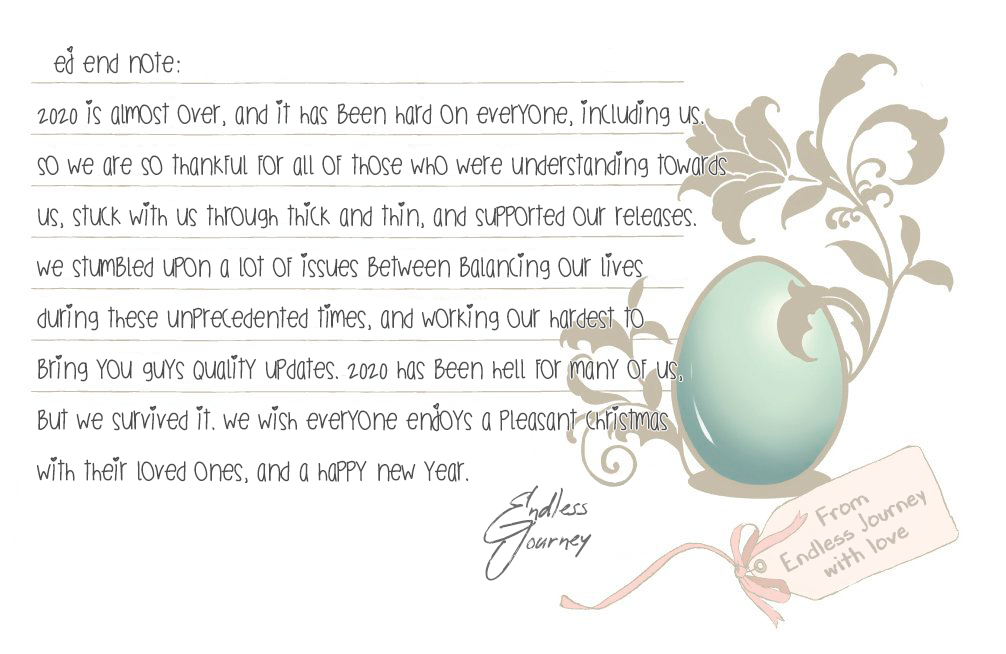 ed end note:
2020 is almost over, and it has been hard on everyone, including us.
so we are so thankful for all of those who were understanding towards
us, stuck with us through thick and thin, and supported our releases.
we stumbled upon a lot of issues between balancing our lives
during these unprecedented times, and working our hardest to
bring you guys quality updates. 2020 has been hell for many of us,
but we survived it. we wish everyone enjoys a pleasant christmas
with their loved ones, and a happy new year.
Endless
Journey
From
Endless Journey
with love